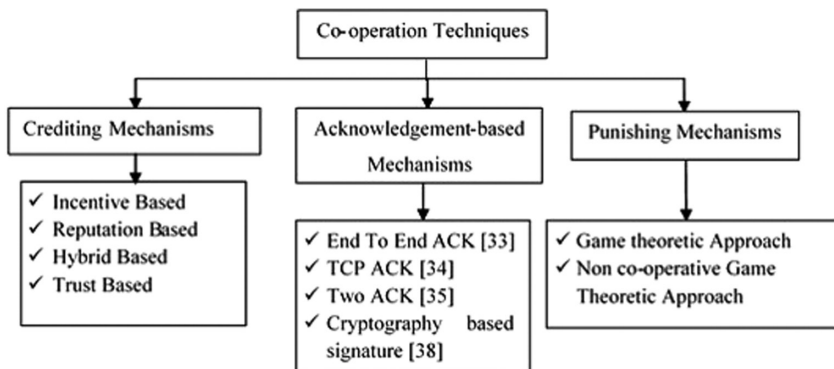 Co-operation Techniques
Crediting Mechanisms
Acknowledgement-based
Mechanisms
Punishing Mechanisms
✓ Incentive Based
✓ Reputation Based
✓ Hybrid Based
✓ Trust Based
✓ End To End ACK [33]
✓ TCP ACK [34]
✓ Two ACK [35]
✓ Cryptography based
signature [38]
✓ Game theoretic Approach
✓ Non co-operative Game
Theoretic Approach